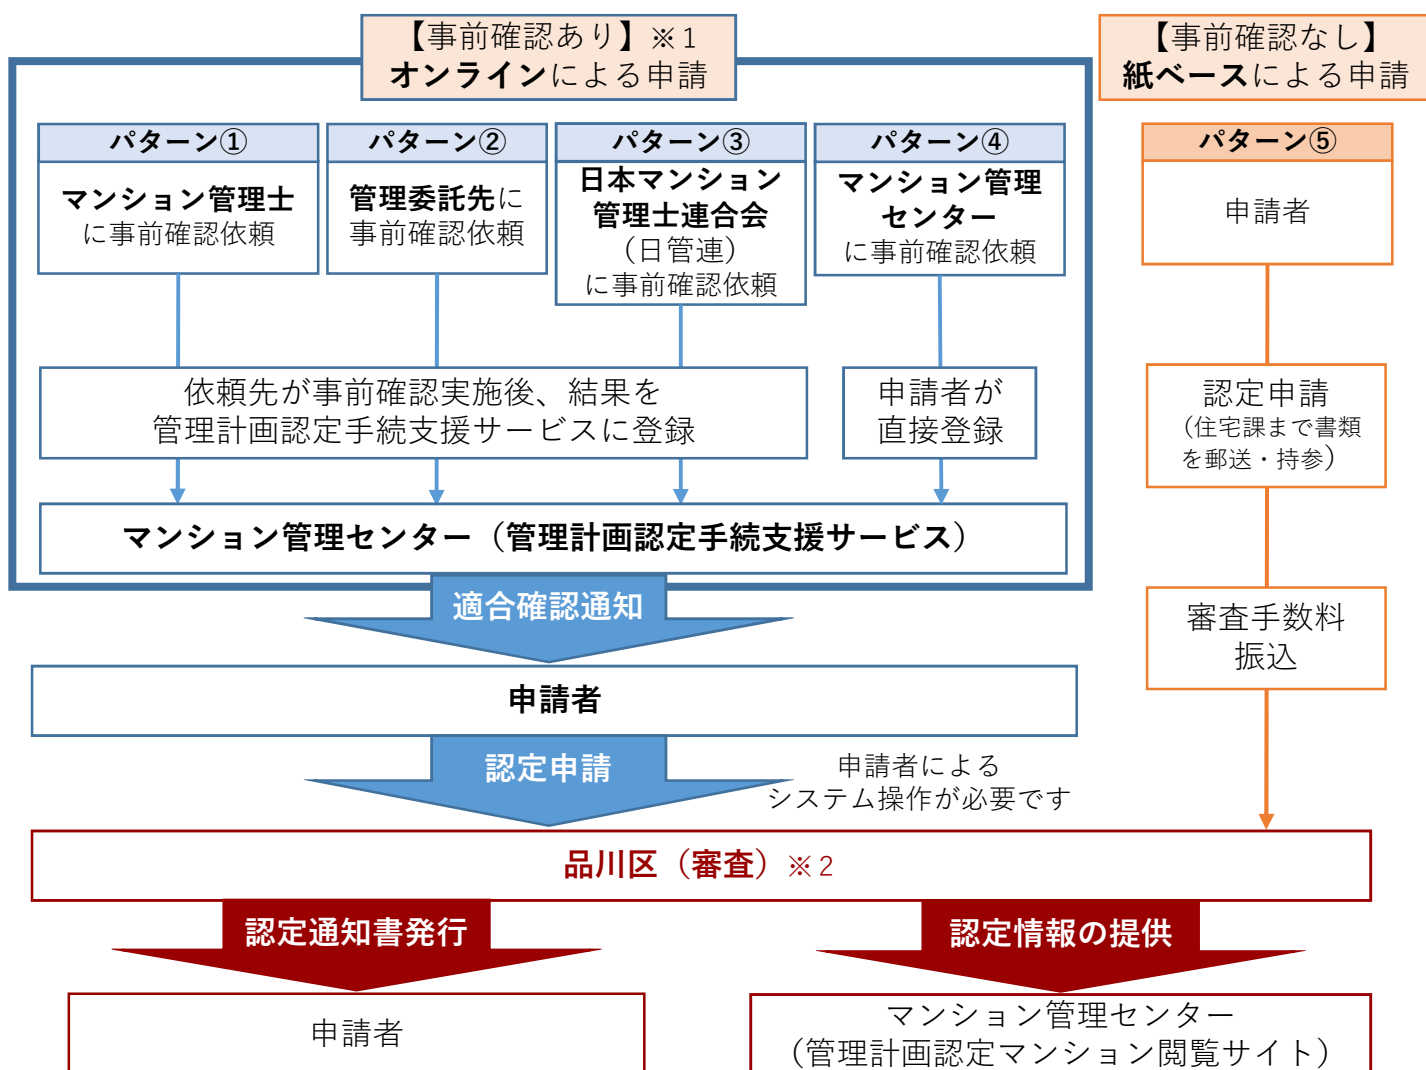 【事前確認あり】※1
オンラインによる申請
【事前確認なし】
紙ベースによる申請
パターン①
マンション管理士
に事前確認依頼
パターン②
管理委託先に
事前確認依頼
パターン③
日本マンション
管理士連合会
（日管連）
に事前確認依頼
パターン④
マンション管理
センター
に事前確認依頼
パターン⑤
申請者
依頼先が事前確認実施後、結果を
管理計画認定手続支援サービスに登録
申請者が
直接登録
認定申請
（住宅課まで書類
を郵送・持参）
マンション管理センター（管理計画認定手続支援サービス）
適合確認通知
審査手数料
振込
申請者
認定申請
申請者による
システム操作が必要です
品川区（審査）※2
認定通知書発行
認定情報の提供
申請者
マンション管理センター
（管理計画認定マンション閲覧サイト）